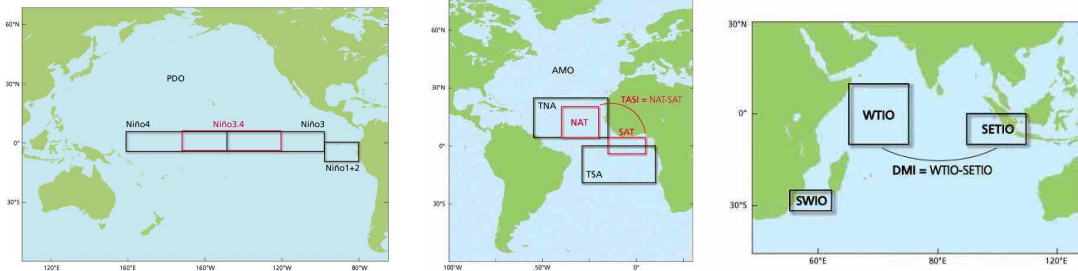 60°N
30°N
0°
30°S
PDO
Niño4
Niño3.4
Niño3
Niño1+2
120°E
160°E
160°W
120°W
80°W
60°N
30°N
0°
30°S
AMO
TNA
TASI = NAT-SAT
NAT
SAT
TSA
100°W
50°W
0°
30°N
0°
30°S
WTIO
SETIO
DMI = WTIO-SETIO
SWIO
60°E
80°E
120°E